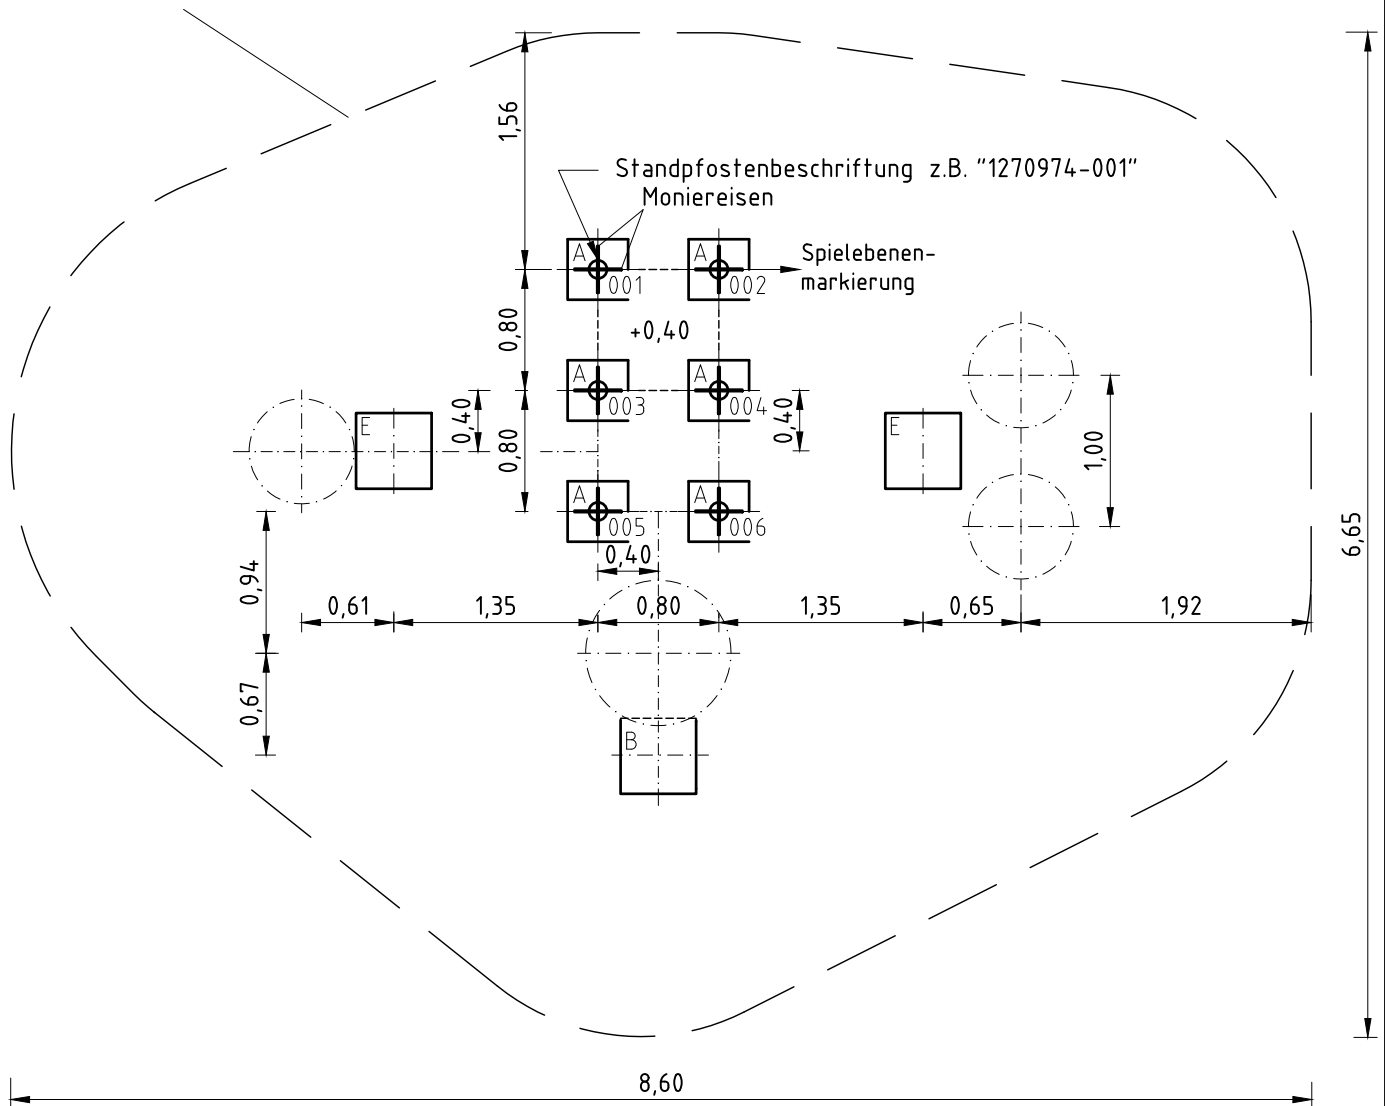 1,56
Standpfostenbeschriftung z.B. "1270974-001"
Moniereisen
A
A
Spielebenen-
markierung
001
002
0,80
+0,40
A
A
003
004
0,40
0,40
E
E
0,80
1,00
A
A
005
006
6,65
0,40
0,94
0,61
1,35
0,80
1,35
0,65
1,92
0,67
B
8,60